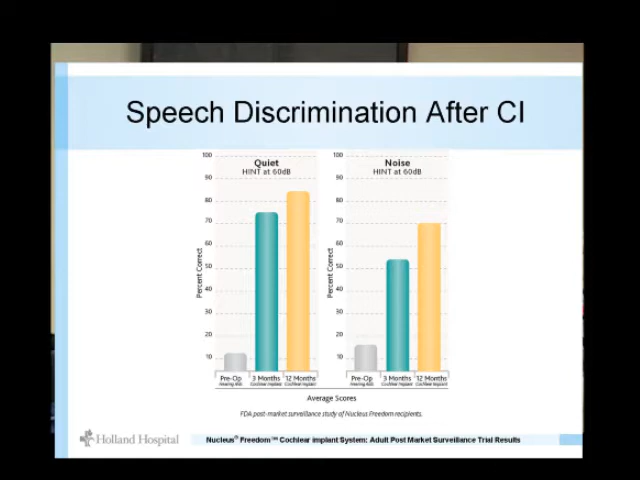 Speech Discrimination After CI
Quiet
HINT at 60dB
100
90
80
70
60
50
40
30
20
10
Percent Correct
Pre-Op
hearing aids
3 Months
Cochlear implant
12 Months
Cochlear implant
Noise
HINT at 60dB
100
90
80
70
60
50
40
30
20
10
Percent Correct
Pre-Op
hearing aids
3 Months
Cochlear implant
12 Months
Cochlear implant
Average Scores
FDA post-market surveillance study of Nucleus Freedom recipients.
Holland Hospital
Nucleus® Freedom™ Cochlear implant System: Adult Post Market Surveillance Trial Results